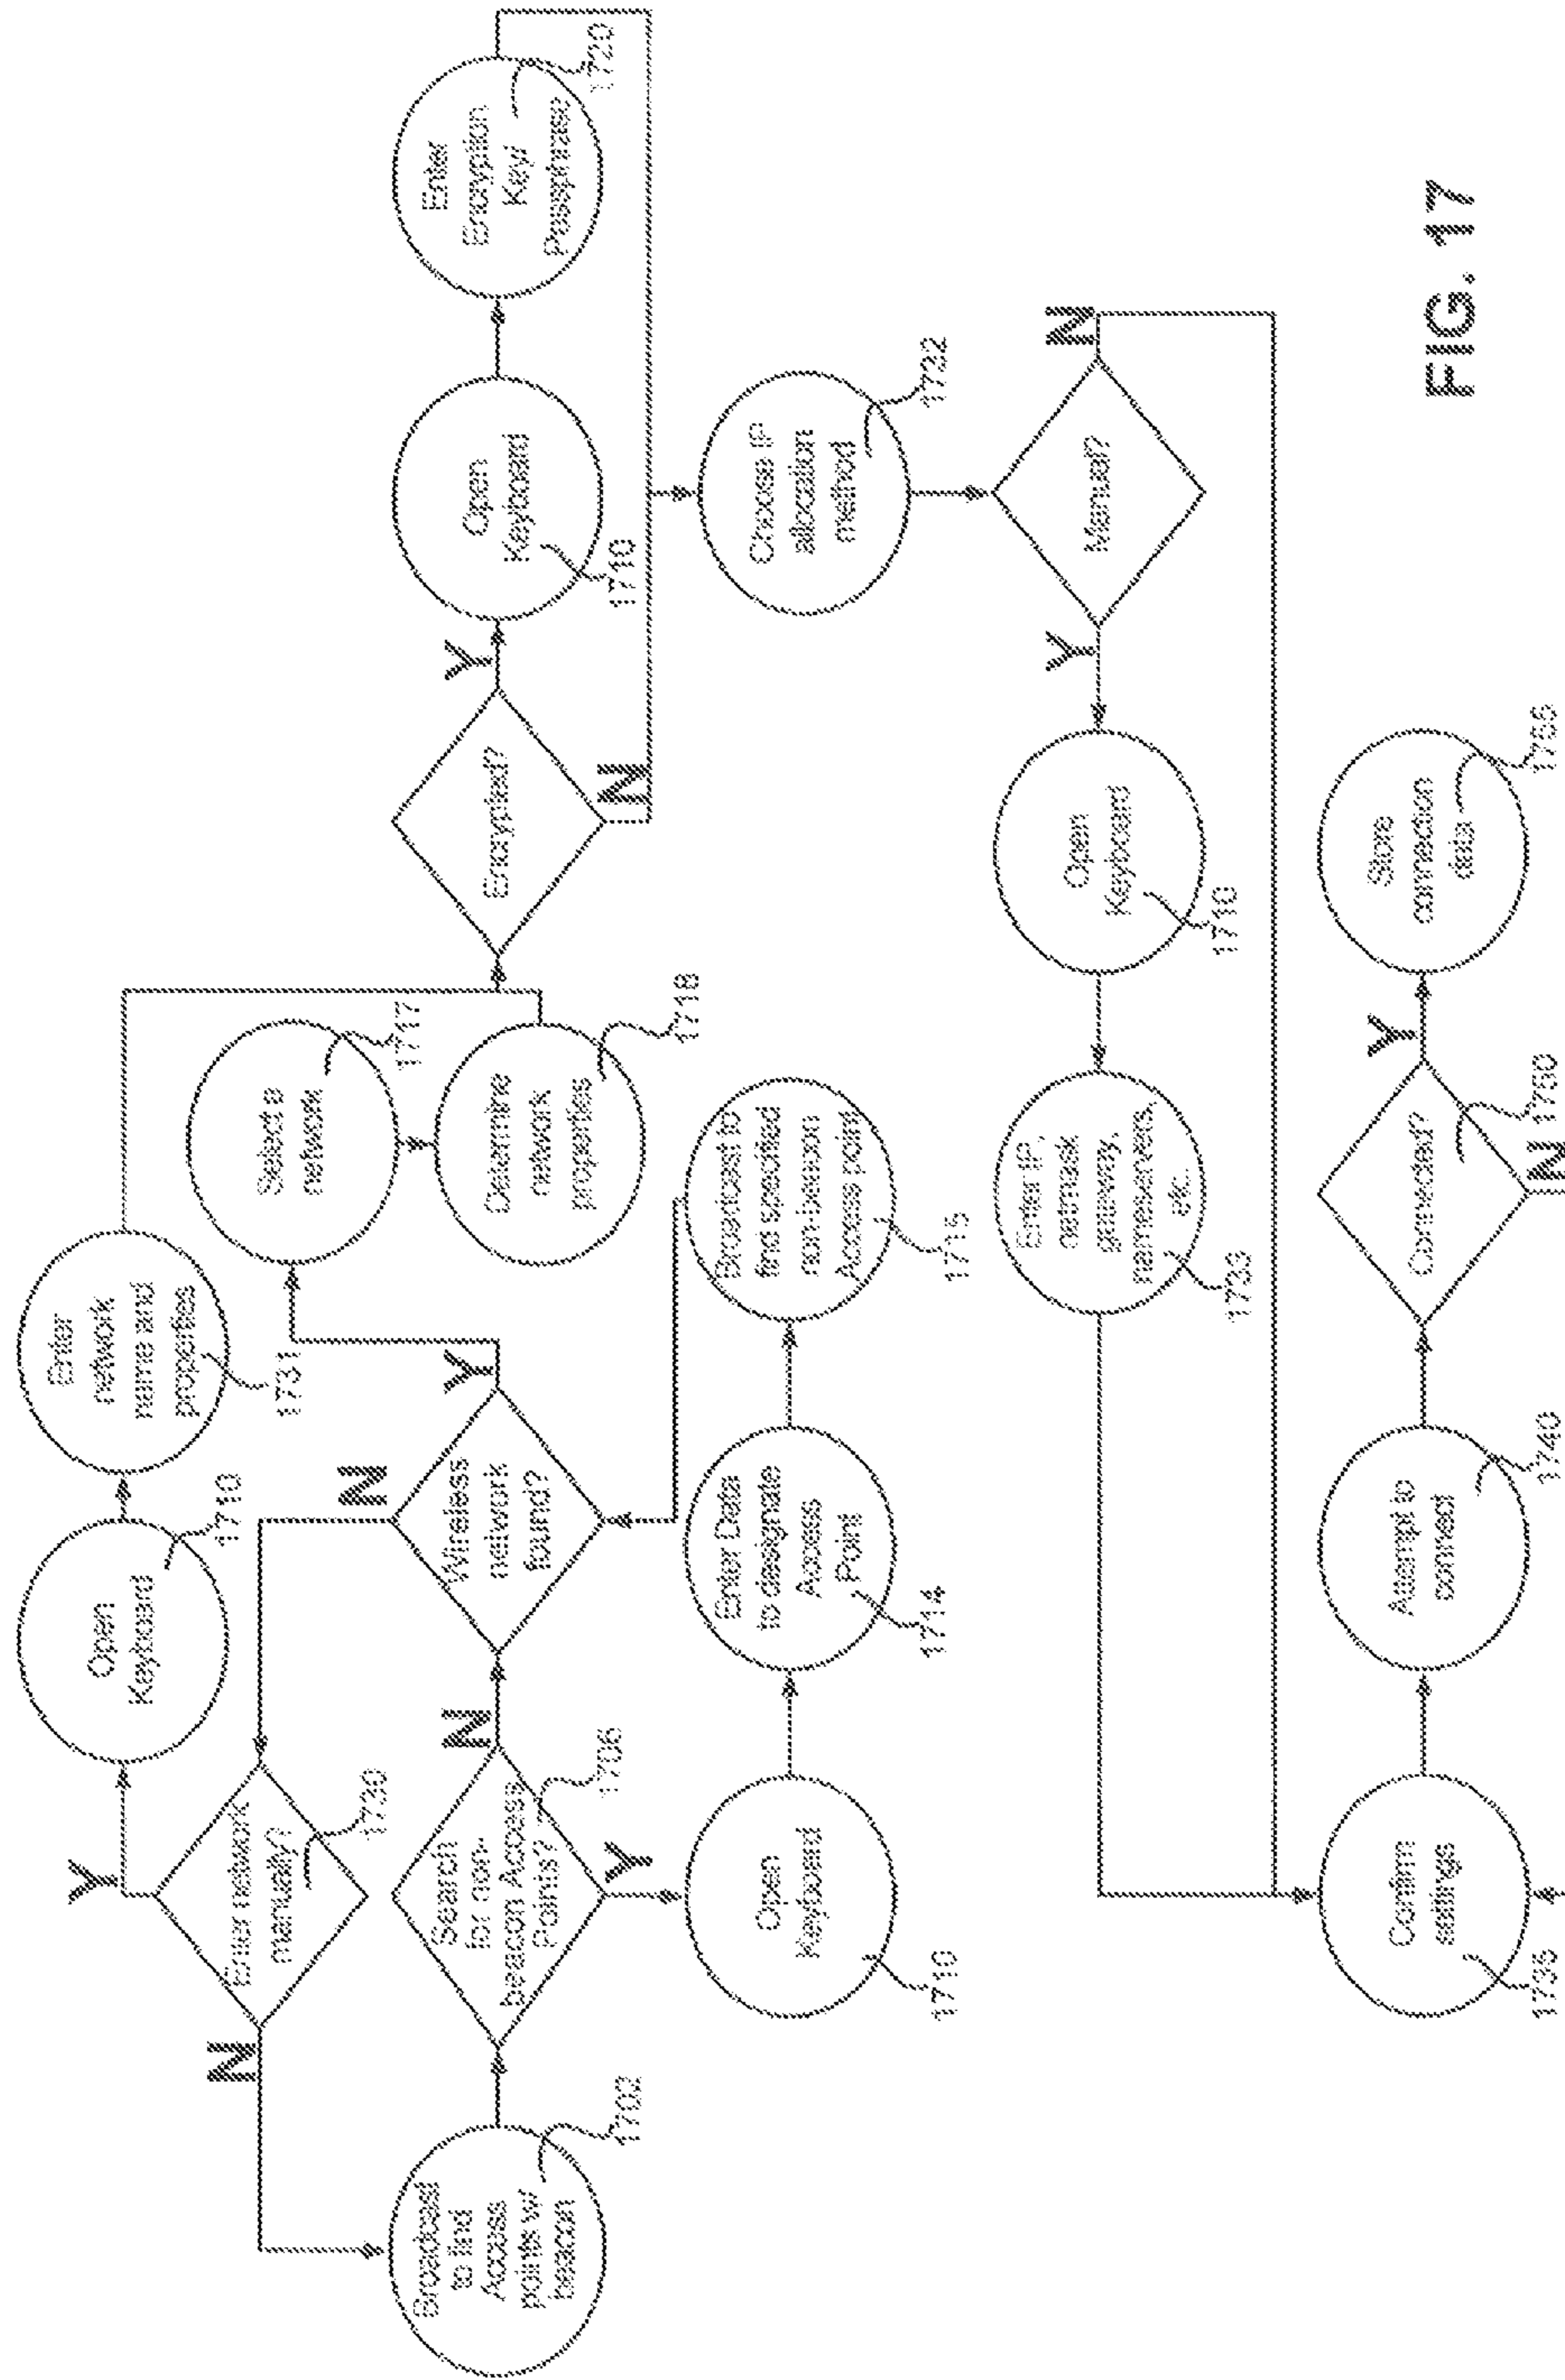 Y
Open
Keyboard
1710
Enter
network
name and
properties
1731
N
Enter network
manually?
1730
N
Select a
network
1717
Broadcast
to find
Access
points w/
beacon
1702
Search
for non-
beacon Access
Points?
1706
N
Y
Wireless
network
found?
Y
Determine
network
properties
1718
Encrypted?
Y
N
Open
Keyboard
1710
Enter
Encryption
Key/
Passphrase
1720
Open
Keyboard
1710
Enter Data
to designate
Access
Point
1714
Broadcast to
find specified
non-beacon
Access point
1715
Choose IP
allocation
method
1732
Enter IP,
netmask
gateway,
nameservers,
etc.
1733
Open
Keyboard
1710
Y
Manual?
N
Confirm
settings
1735
Attempt to
connect
1740
Connected?
1750
Y
N
Store
connection
data
1755
FIG. 17